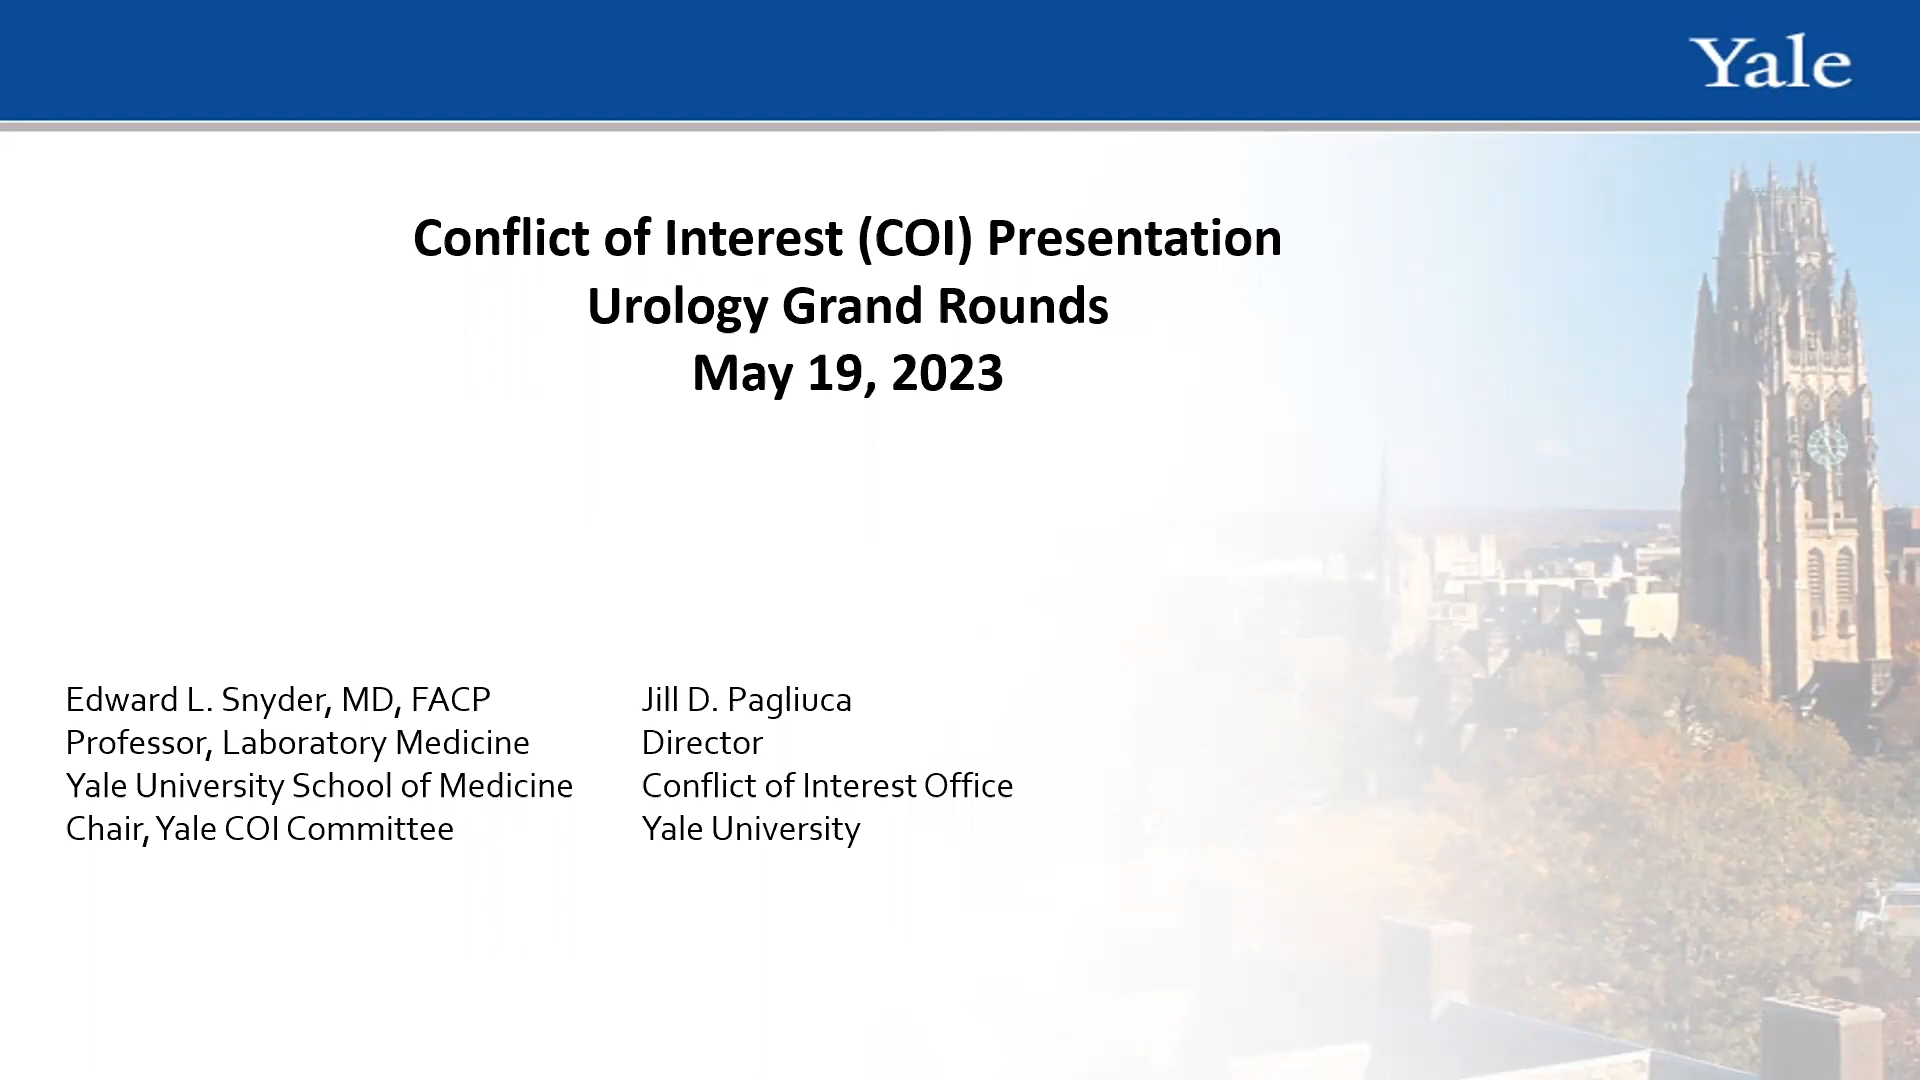 Yale
Conflict of Interest (COI) Presentation
Urology Grand Rounds
May 19, 2023
Edward L. Snyder, MD, FACP
Professor, Laboratory Medicine
Yale University School of Medicine
Chair, Yale COI Committee
Jill D. Pagliuca
Director
Conflict of Interest Office
Yale University